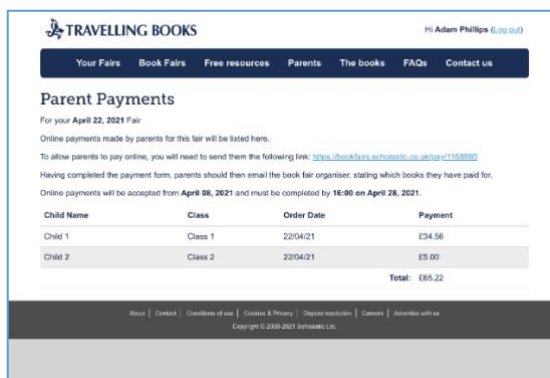 TRAVELLING BOOKS
Hi Adam Phillips (Log out)
Your Fairs Book Fairs Free resources Parents The books FAQs Contact us
Parent Payments
For your April 22, 2021 Fair
Online payments made by parents for this fair will be listed here.
To allow parents to pay online, you will need to send them the following link: https://bookfairs.scholastic.co.uk/pay/
Having completed the payment form, parents should then email the book fair organiser, stating which books they have paid for.
Online payments will be accepted from April 08, 2021 and must be completed by 16:00 on April 28, 2021.
Child Name Class Order Date Payment
Child 1 Class 1 22/04/21 £34.56
Child 2 Class 2 22/04/21 £5.00
Total: £65.22
About | Contact | Conditions of use | Cookies & Privacy | Dispute resolution | Careers | Advertise with us
Copyright © 2008-2021 Scholastic Ltd.